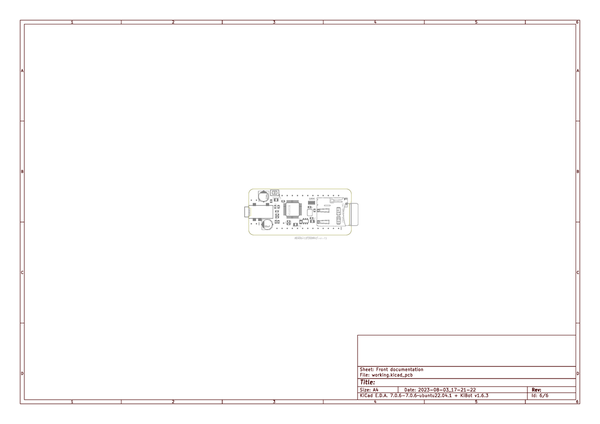 1 2 3 4 5 6
A A
B B
C C
D D
Sheet: Front documentation
File: working.kicad_pcb
Title:
Size: A4 Date: 2023-08-03_17-21-22 Rev:
KiCad E.D.A. 7.0.6-7.0.6~ubuntu22.04.1 + KiBot v1.6.3 Id: 6/6
1 2 3 4 5 6